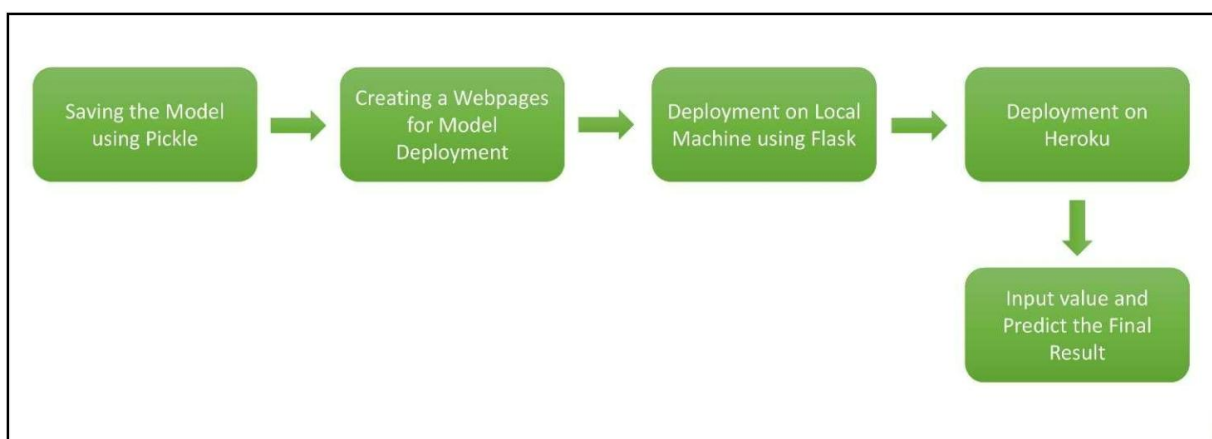 Saving the Model
using Pickle
Creating a Webpages
for Model
Deployment
Deployment on Local
Machine using Flask
Deployment on
Heroku
Input value and
Predict the Final
Result